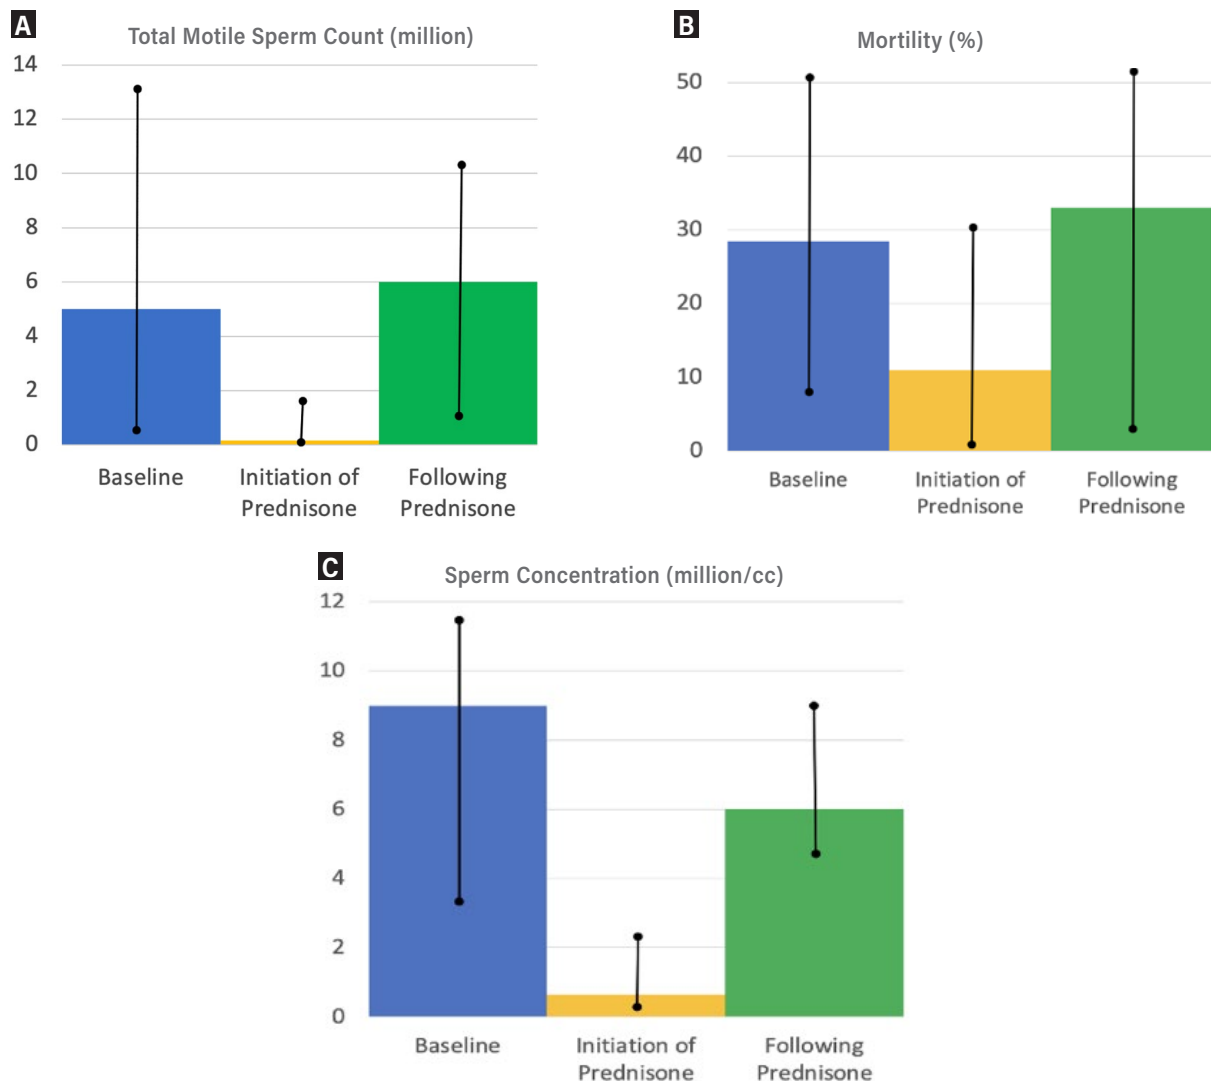 A
Total Motile Sperm Count (million)
14
12
10
8
6
4
2
0
Baseline
Initiation of
Prednisone
Following
Prednisone
B
Mortility (%)
50
40
30
20
10
0
Baseline
Initiation of
Prednisone
Following
Prednisone
C
Sperm Concentration (million/cc)
12
10
8
6
4
2
0
Baseline
Initiation of
Prednisone
Following
Prednisone